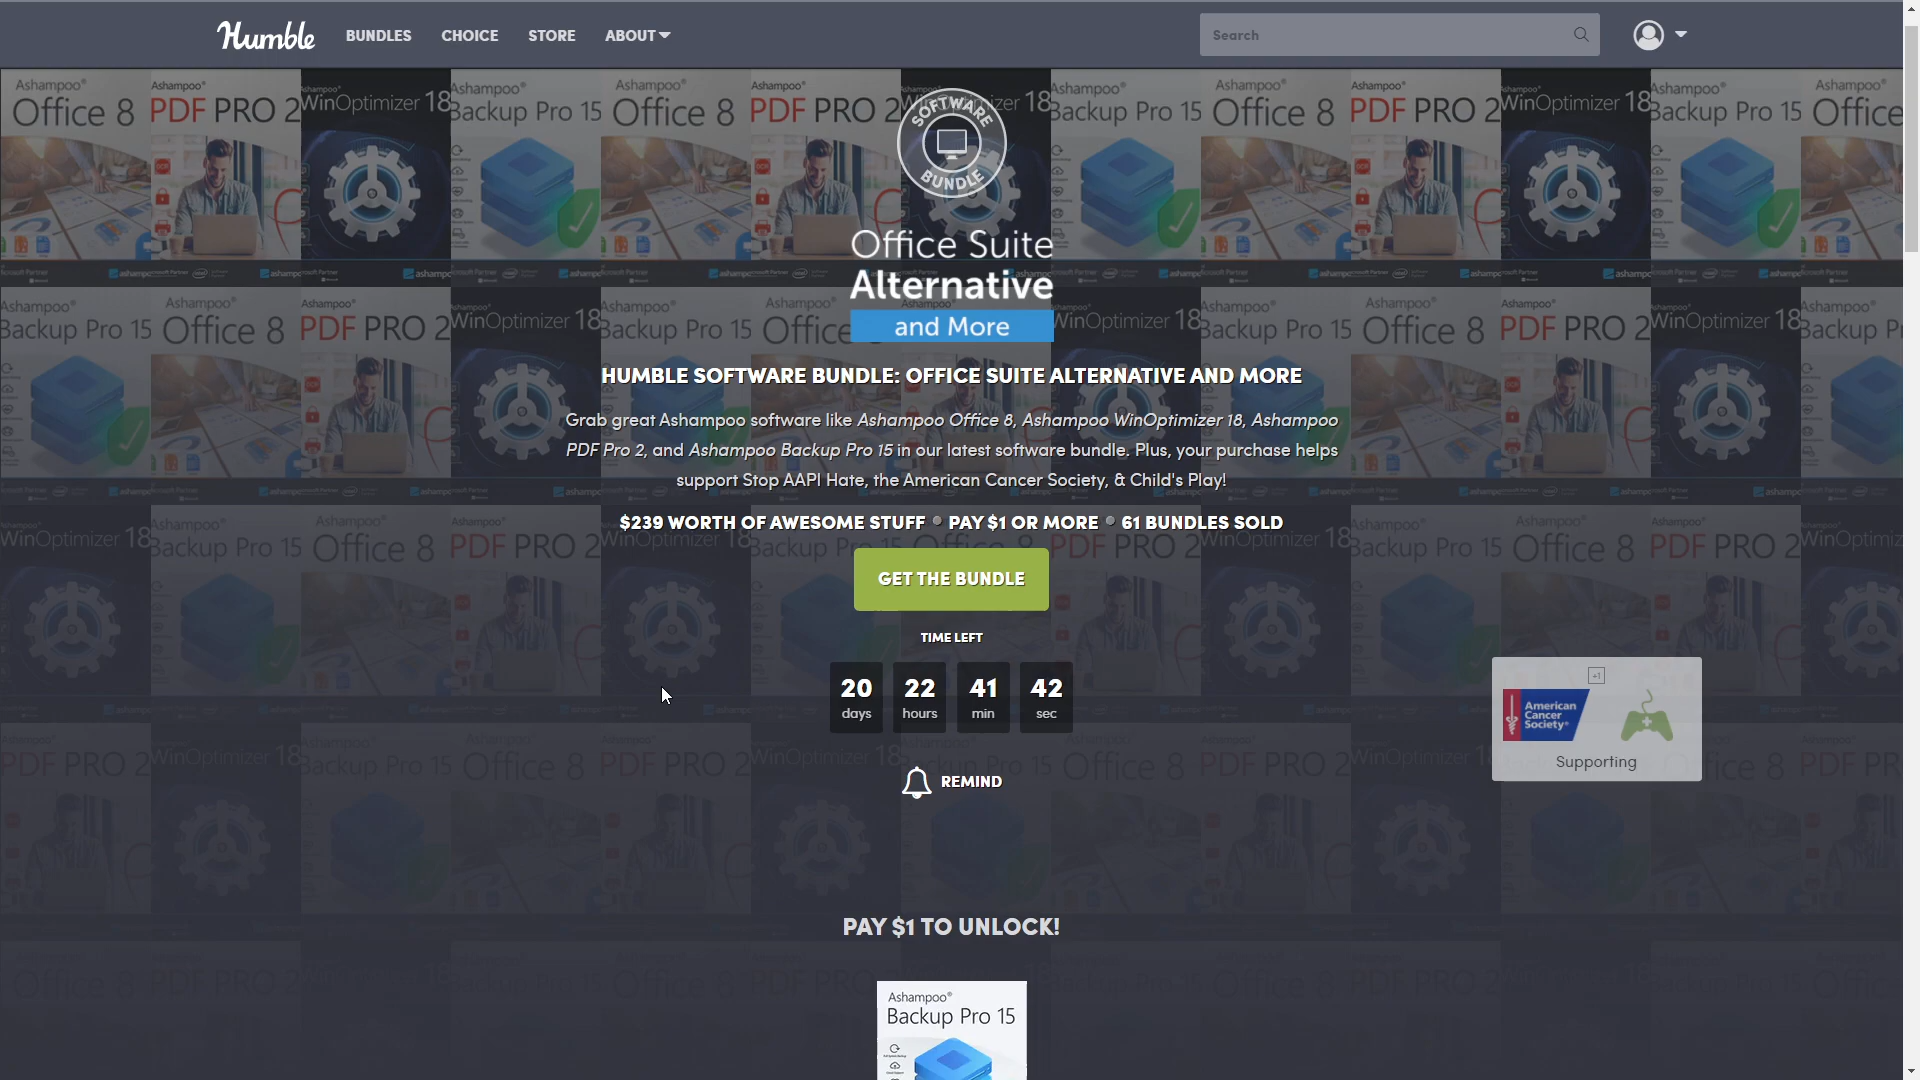 Humble
BUNDLES
CHOICE
STORE
ABOUT
Search
SOFTWARE
BUNDLE
Office Suite
Alternative
and More
HUMBLE SOFTWARE BUNDLE: OFFICE SUITE ALTERNATIVE AND MORE
Grab great Ashampoo software like Ashampoo Office 8, Ashampoo WinOptimizer 18, Ashampoo
PDF Pro 2, and Ashampoo Backup Pro 15 in our latest software bundle. Plus, your purchase helps
support Stop AAPI Hate, the American Cancer Society, & Child's Play!
$239 WORTH OF AWESOME STUFF • PAY $1 OR MORE • 61 BUNDLES SOLD
GET THE BUNDLE
TIME LEFT
20 22 41 42
days hours min sec
REMIND
+1
American
Cancer
Society®
Supporting
PAY $1 TO UNLOCK!
Ashampoo®
Backup Pro 15
Ashampoo®
Office 8
Ashampoo®
PDF PRO 2
Ashampoo®
WinOptimizer 18
Ashampoo®
Backup Pro 15